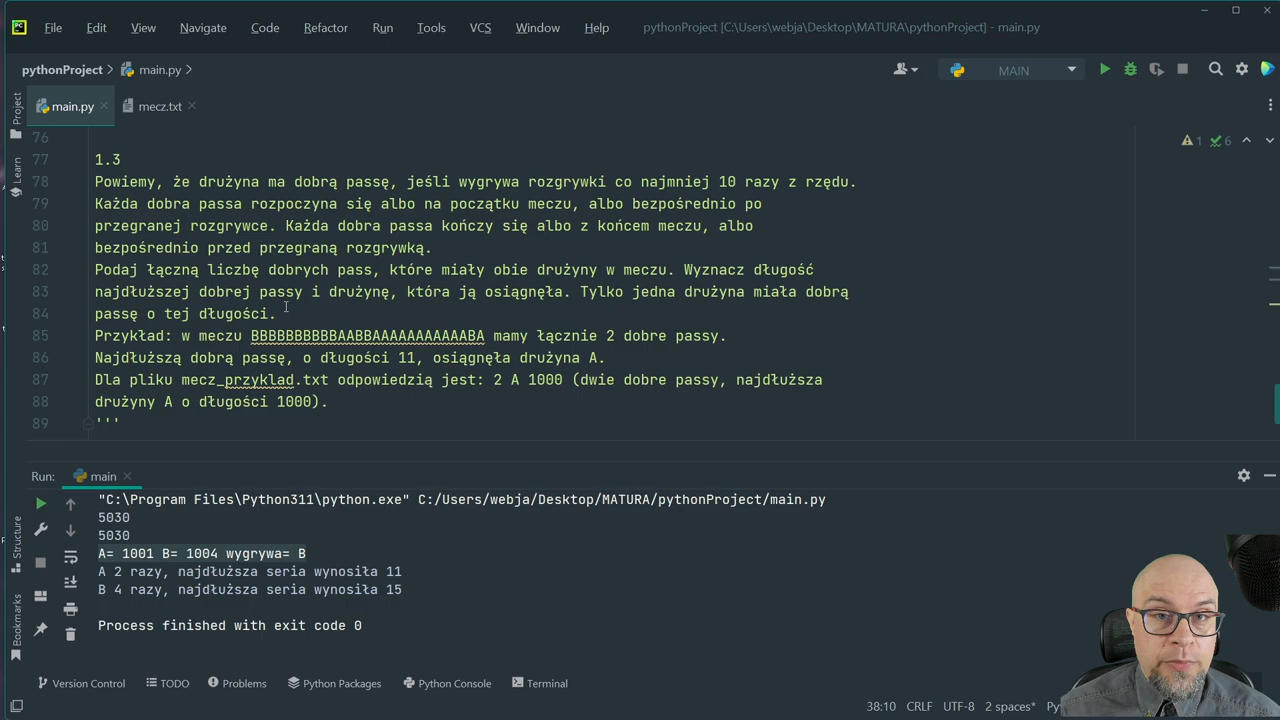 File Edit View Navigate Code Refactor Run Tools VCS Window Help pythonProject [C:\Users\webja\Desktop\MATURA\pythonProject] - main.py
pythonProject main.py MAIN
main.py mecz.txt
Project
Learn
76
1 6
77 1.3
78 Powiemy, że drużyna ma dobrą passę, jeśli wygrywa rozgrywki co najmniej 10 razy z rzędu.
79 Każda dobra passa rozpoczyna się albo na początku meczu, albo bezpośrednio po
80 przegranej rozgrywce. Każda dobra passa kończy się albo z końcem meczu, albo
81 bezpośrednio przed przegraną rozgrywką.
82 Podaj łączną liczbę dobrych pass, które miały obie drużyny w meczu. Wyznacz długość
83 najdłuższej dobrej passy i drużynę, która ją osiągnęła. Tylko jedna drużyna miała dobrą
84 passę o tej długości.
85 Przykład: w meczu BBBBBBBBBBAABBAAAAAAAAAAABA mamy łącznie 2 dobre passy.
86 Najdłuższą dobrą passę, o długości 11, osiągnęła drużyna A.
87 Dla pliku mecz_przyklad.txt odpowiedzią jest: 2 A 1000 (dwie dobre passy, najdłuższa
88 drużyny A o długości 1000).
89 '''
Run: main
"C:\Program Files\Python311\python.exe" C:/Users/webja/Desktop/MATURA/pythonProject/main.py
5030
5030
A= 1001 B= 1004 wygrywa= B
A 2 razy, najdłuższa seria wynosiła 11
B 4 razy, najdłuższa seria wynosiła 15
Process finished with exit code 0
Structure
Bookmarks
Version Control TODO Problems Python Packages Python Console Terminal
38:10 CRLF UTF-8 2 spaces*